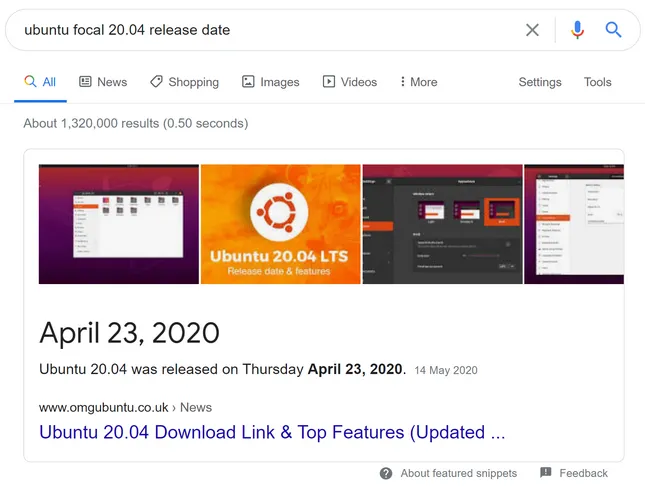 ubuntu focal 20.04 release date
All News Shopping Images Videos More Settings Tools
About 1,320,000 results (0.50 seconds)
Ubuntu 20.04 LTS
Release date & features
April 23, 2020
Ubuntu 20.04 was released on Thursday April 23, 2020. 14 May 2020
www.omgubuntu.co.uk › News
Ubuntu 20.04 Download Link & Top Features (Updated ...
About featured snippets Feedback